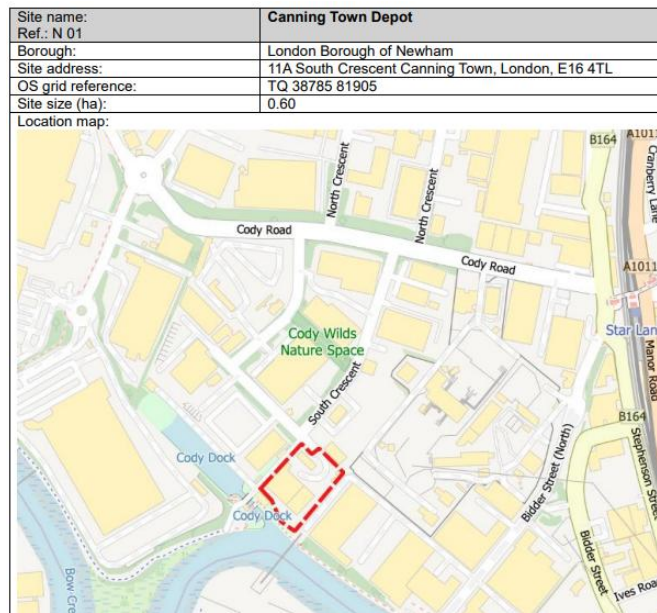 Site name: Canning Town Depot
Ref.: N 01
Borough: London Borough of Newham
Site address: 11A South Crescent Canning Town, London, E16 4TL
OS grid reference: TQ 38785 81905
Site size (ha): 0.60
Location map:
B164
A1011
Cranberry Lane
North Crescent
North Crescent
Cody Road
Cody Road
A1011
Star Lan
Manor Road
Cody Wilds
Nature Space
South Crescent
B164
Stephenson Street
Bidder Street (North)
Cody Dock
Cody Dock
Bidder Street
Bow Cre
Ives Roa